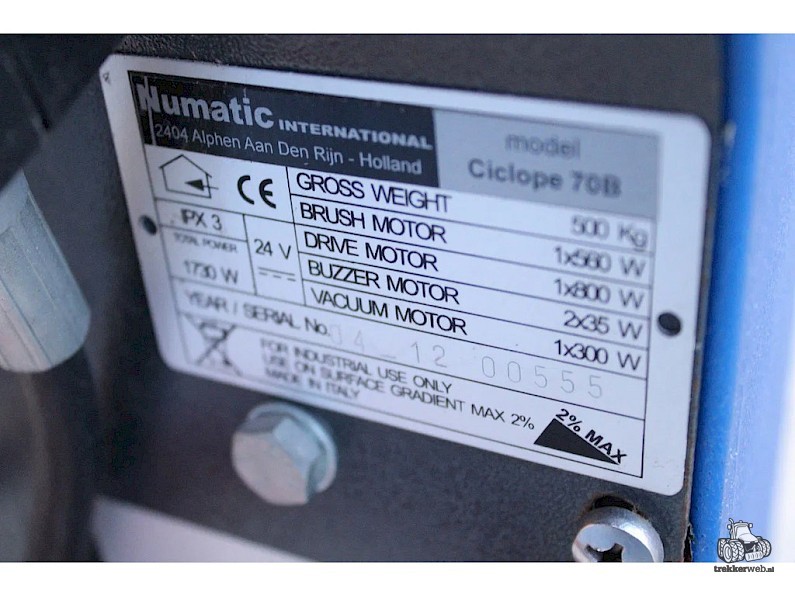 Numatic INTERNATIONAL
2404 Alphen Aan Den Rijn - Holland
model
Ciclope 70B
CE
GROSS WEIGHT 500 Kg
BRUSH MOTOR 1x560 W
DRIVE MOTOR 1x800 W
BUZZER MOTOR 2x35 W
VACUUM MOTOR 1x300 W
IPX 3
TOTAL POWER
1730 W
24 V
YEAR / SERIAL No. 04-12 00555
FOR INDUSTRIAL USE ONLY
USE ON SURFACE GRADIENT MAX 2%
MADE IN ITALY
2% MAX
trekkerweb.nl